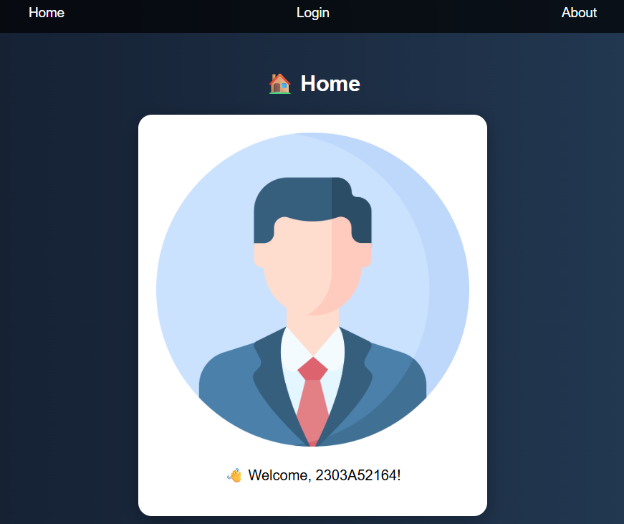 Home Login About
🏠 Home
👋 Welcome, 2303A52164!